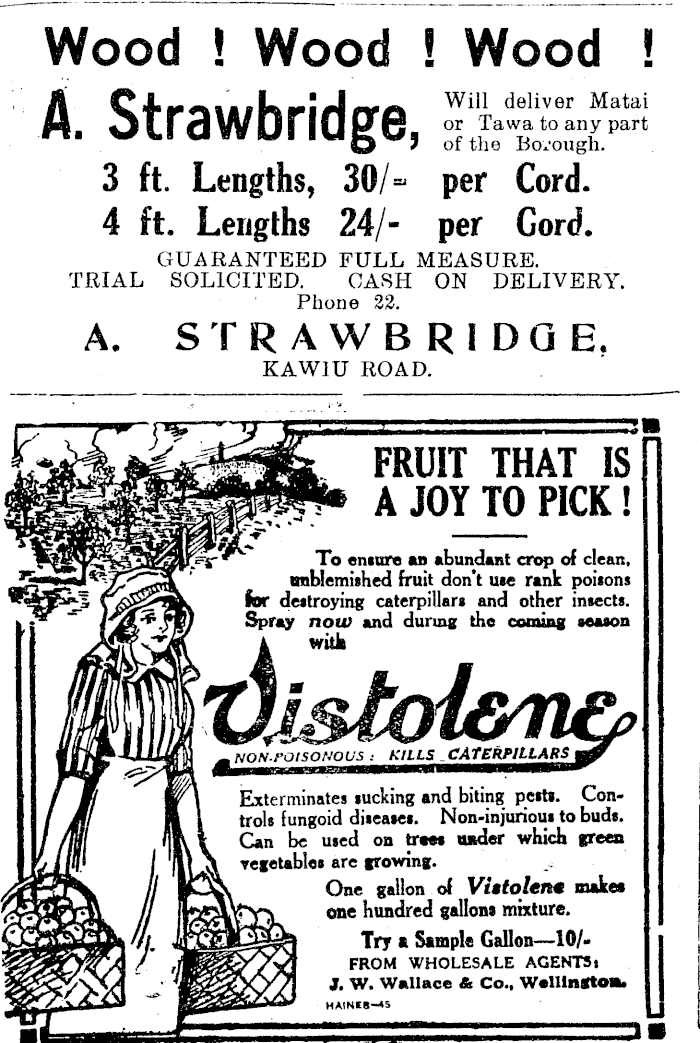 Wood ! Wood ! Wood !
A. Strawbridge,
Will deliver Matai
or Tawa to any part
of the Borough.
3 ft. Lengths, 30/- per Cord.
4 ft. Lengths 24/- per Gord.
GUARANTEED FULL MEASURE.
TRIAL SOLICITED. CASH ON DELIVERY.
Phone 22.
A. STRAWBRIDGE,
KAWIU ROAD.
FRUIT THAT IS
A JOY TO PICK !
To ensure an abundant crop of clean,
unblemished fruit don't use rank poisons
for destroying caterpillars and other insects.
Spray now and during the coming season
with
Vistolene
NON-POISONOUS : KILLS CATERPILLARS
Exterminates sucking and biting pests. Con-
trols fungoid diseases. Non-injurious to buds.
Can be used on trees under which green
vegetables are growing.
One gallon of Vistolene makes
one hundred gallons mixture.
Try a Sample Gallon—10/-
FROM WHOLESALE AGENTS:
J. W. Wallace & Co., Wellington.
HAINES—45